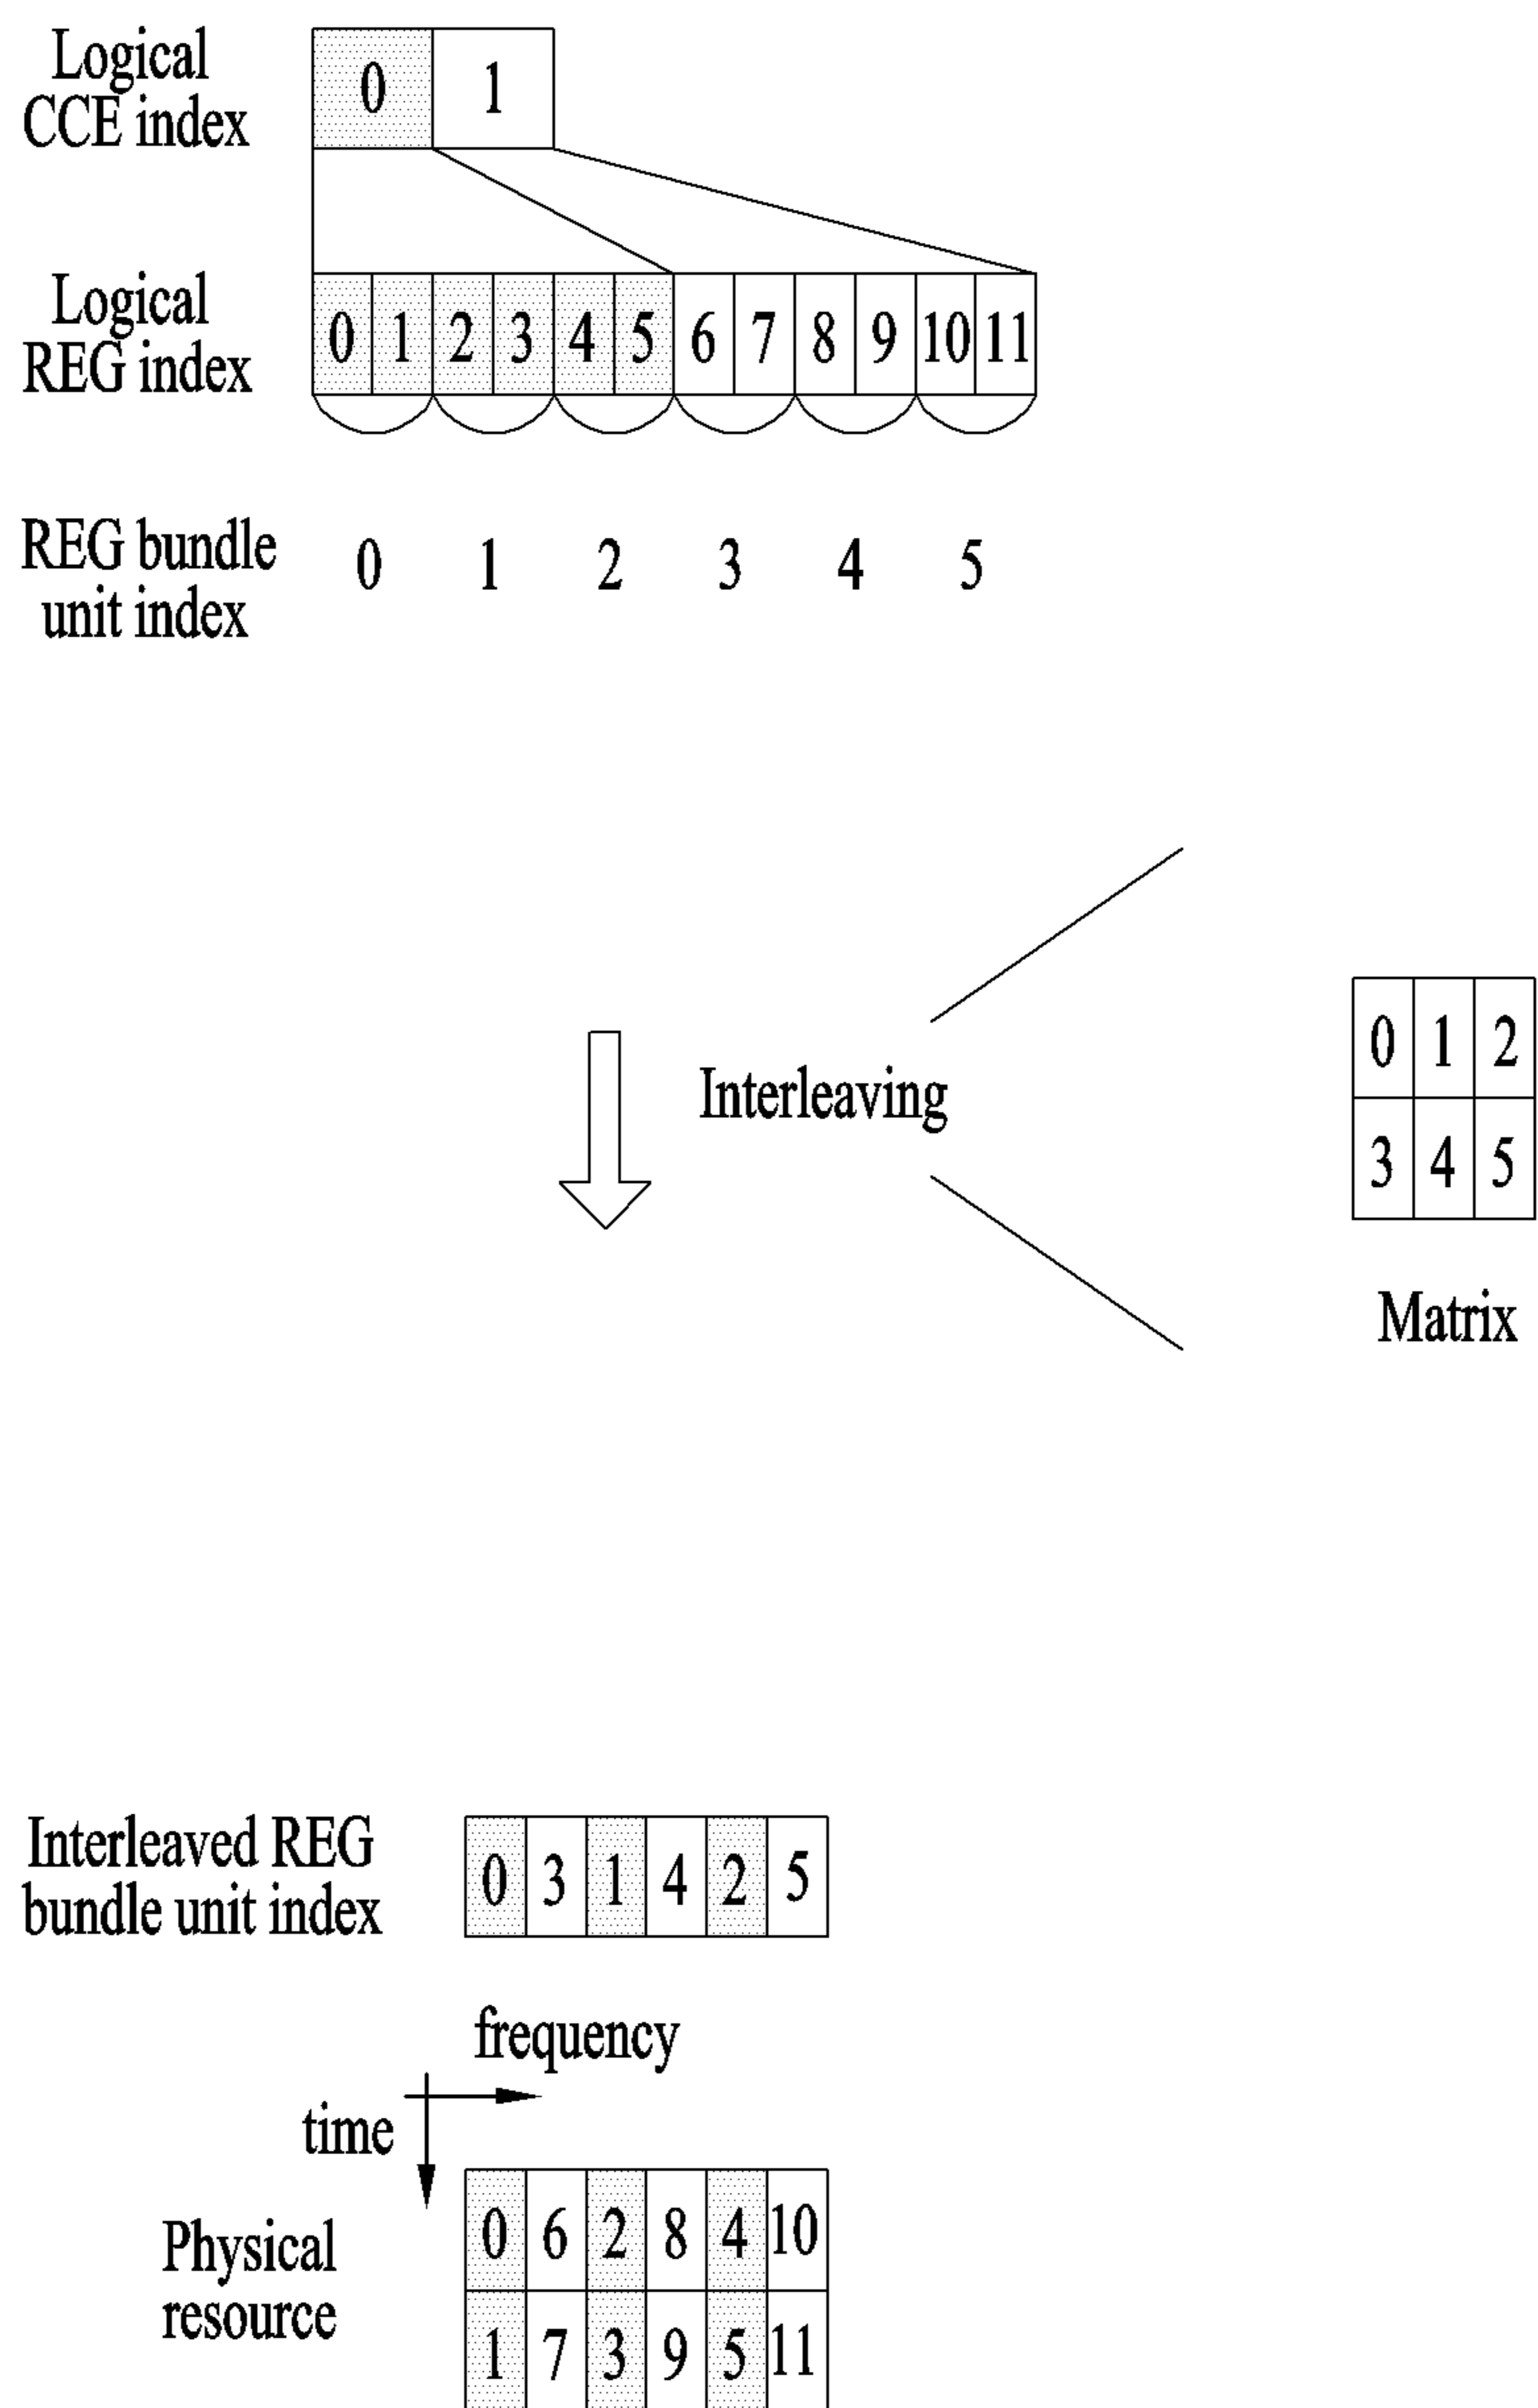 Logical
CCE index
0 1
Logical
REG index
0 1 2 3 4 5 6 7 8 9 10 11
REG bundle
unit index
0 1 2 3 4 5
Interleaving
0 1 2
3 4 5
Matrix
Interleaved REG
bundle unit index
0 3 1 4 2 5
frequency
time
Physical
resource
0 6 2 8 4 10
1 7 3 9 5 11